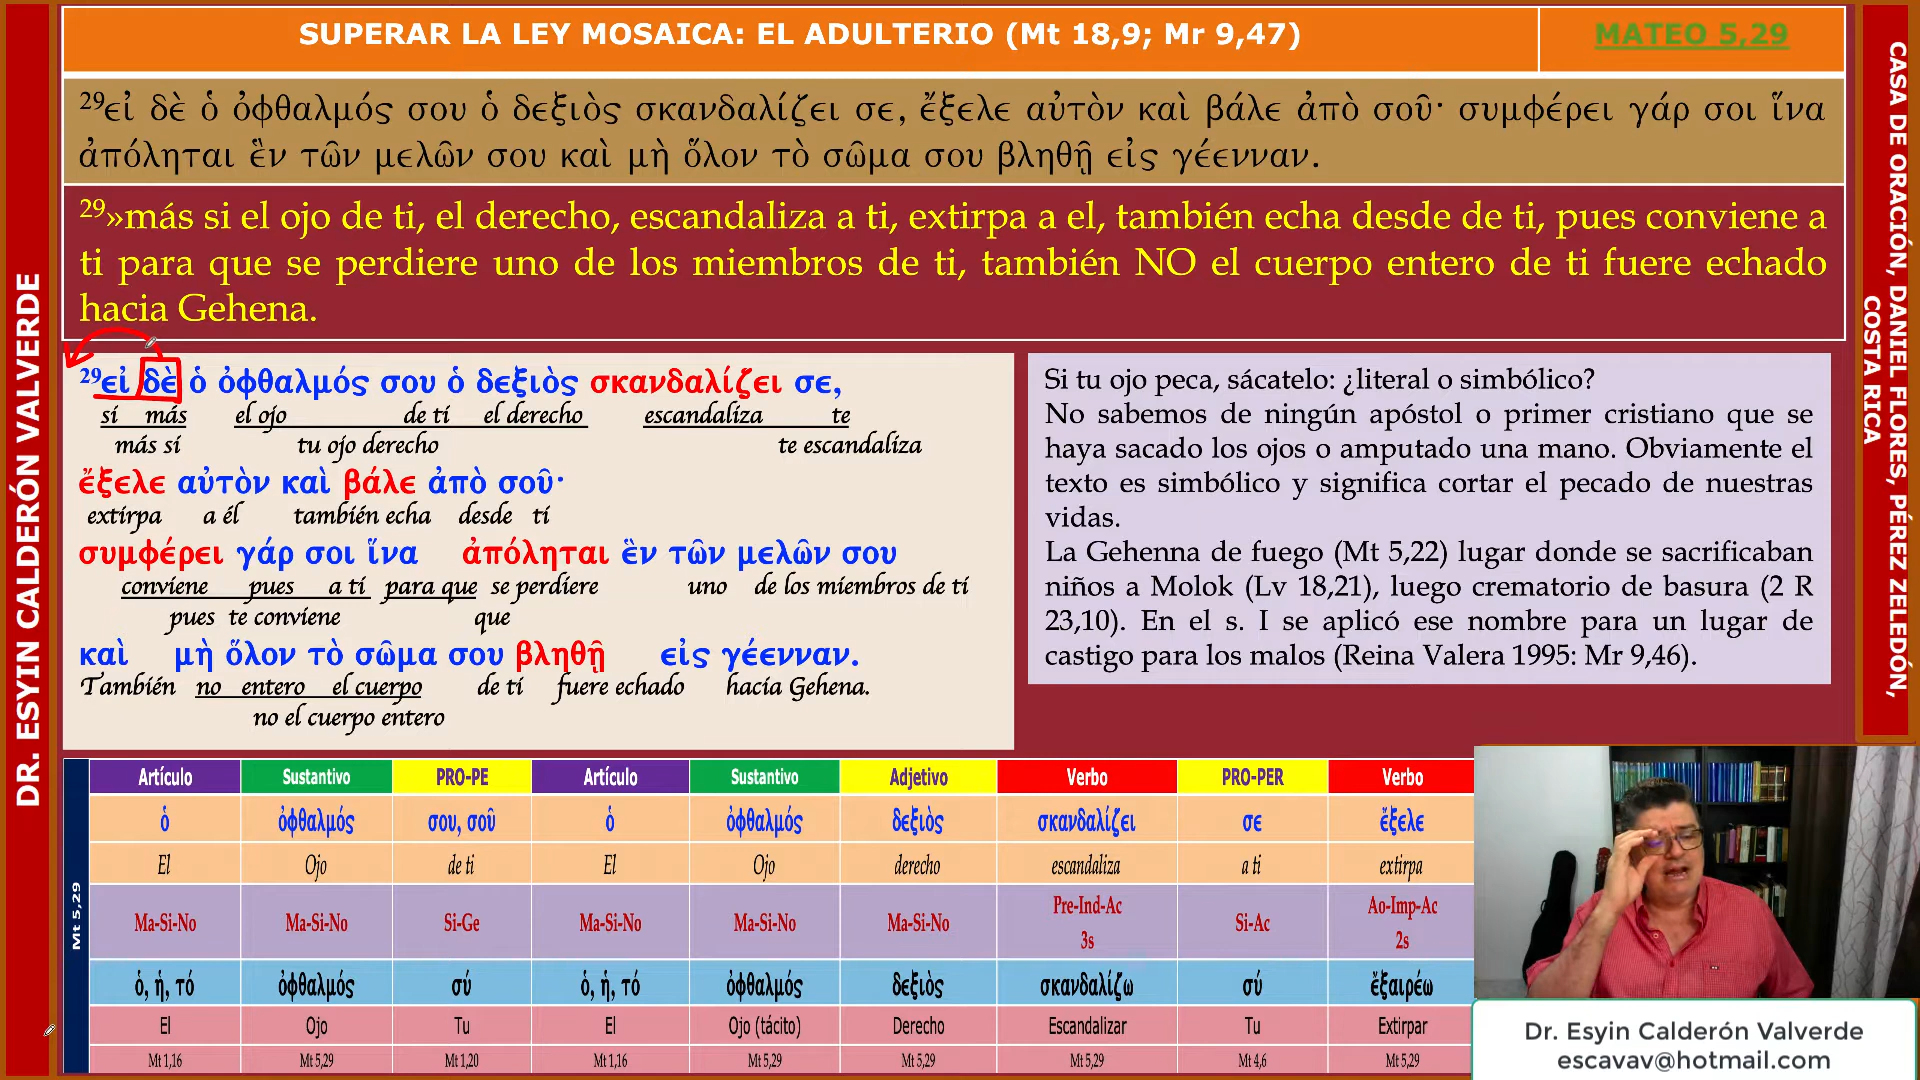 SUPERAR LA LEY MOSAICA: EL ADULTERIO (Mt 18,9; Mr 9,47)
MATEO 5,29
²⁹εἰ δὲ ὁ ὀφθαλμός σου ὁ δεξιὸς σκανδαλίζει σε, ἔξελε αὐτὸν καὶ βάλε ἀπὸ σοῦ· συμφέρει γάρ σοι ἵνα
ἀπόληται ἓν τῶν μελῶν σου καὶ μὴ ὅλον τὸ σῶμα σου βληθῇ εἰς γέενναν.
²⁹»más si el ojo de ti, el derecho, escandaliza a ti, extirpa a el, también echa desde de ti, pues conviene a
ti para que se perdiere uno de los miembros de ti, también NO el cuerpo entero de ti fuere echado
hacia Gehena.
²⁹εἰ δὲ ὁ ὀφθαλμός σου ὁ δεξιὸς σκανδαλίζει σε,
si más el ojo de ti el derecho escandaliza te
más si tu ojo derecho te escandaliza
ἔξελε αὐτὸν καὶ βάλε ἀπὸ σοῦ·
extirpa a él también echa desde ti
συμφέρει γάρ σοι ἵνα ἀπόληται ἓν τῶν μελῶν σου
conviene pues a ti para que se perdiere uno de los miembros de ti
pues te conviene que
καὶ μὴ ὅλον τὸ σῶμα σου βληθῇ εἰς γέενναν.
También no entero el cuerpo de ti fuere echado hacia Gehena.
no el cuerpo entero
Si tu ojo peca, sácatelo: ¿literal o simbólico?
No sabemos de ningún apóstol o primer cristiano que se
haya sacado los ojos o amputado una mano. Obviamente el
texto es simbólico y significa cortar el pecado de nuestras
vidas.
La Gehenna de fuego (Mt 5,22) lugar donde se sacrificaban
niños a Molok (Lv 18,21), luego crematorio de basura (2 R
23,10). En el s. I se aplicó ese nombre para un lugar de
castigo para los malos (Reina Valera 1995: Mr 9,46).
Mt 5,29
Artículo Sustantivo PRO-PE Artículo Sustantivo Adjetivo Verbo PRO-PER Verbo
ὁ ὀφθαλμός σου, σοῦ ὁ ὀφθαλμός δεξιὸς σκανδαλίζει σε ἔξελε
El Ojo de ti El Ojo derecho escandaliza a ti extirpa
Ma-Si-No Ma-Si-No Si-Ge Ma-Si-No Ma-Si-No Ma-Si-No Pre-Ind-Ac Si-Ac Ao-Imp-Ac
3s 2s
ὁ, ἡ, τό ὀφθαλμός σύ ὁ, ἡ, τό ὀφθαλμός δεξιὸς σκανδαλίζω σύ ἔξαιρέω
El Ojo Tu El Ojo (tácito) Derecho Escandalizar Tu Extirpar
Mt 1,16 Mt 5,29 Mt 1,20 Mt 1,16 Mt 5,29 Mt 5,29 Mt 5,29 Mt 4,6 Mt 5,29
DR. ESYIN CALDERÓN VALVERDE
CASA DE ORACIÓN, DANIEL FLORES, PÉREZ ZELEDÓN,
COSTA RICA
Dr. Esyin Calderón Valverde
escavav@hotmail.com